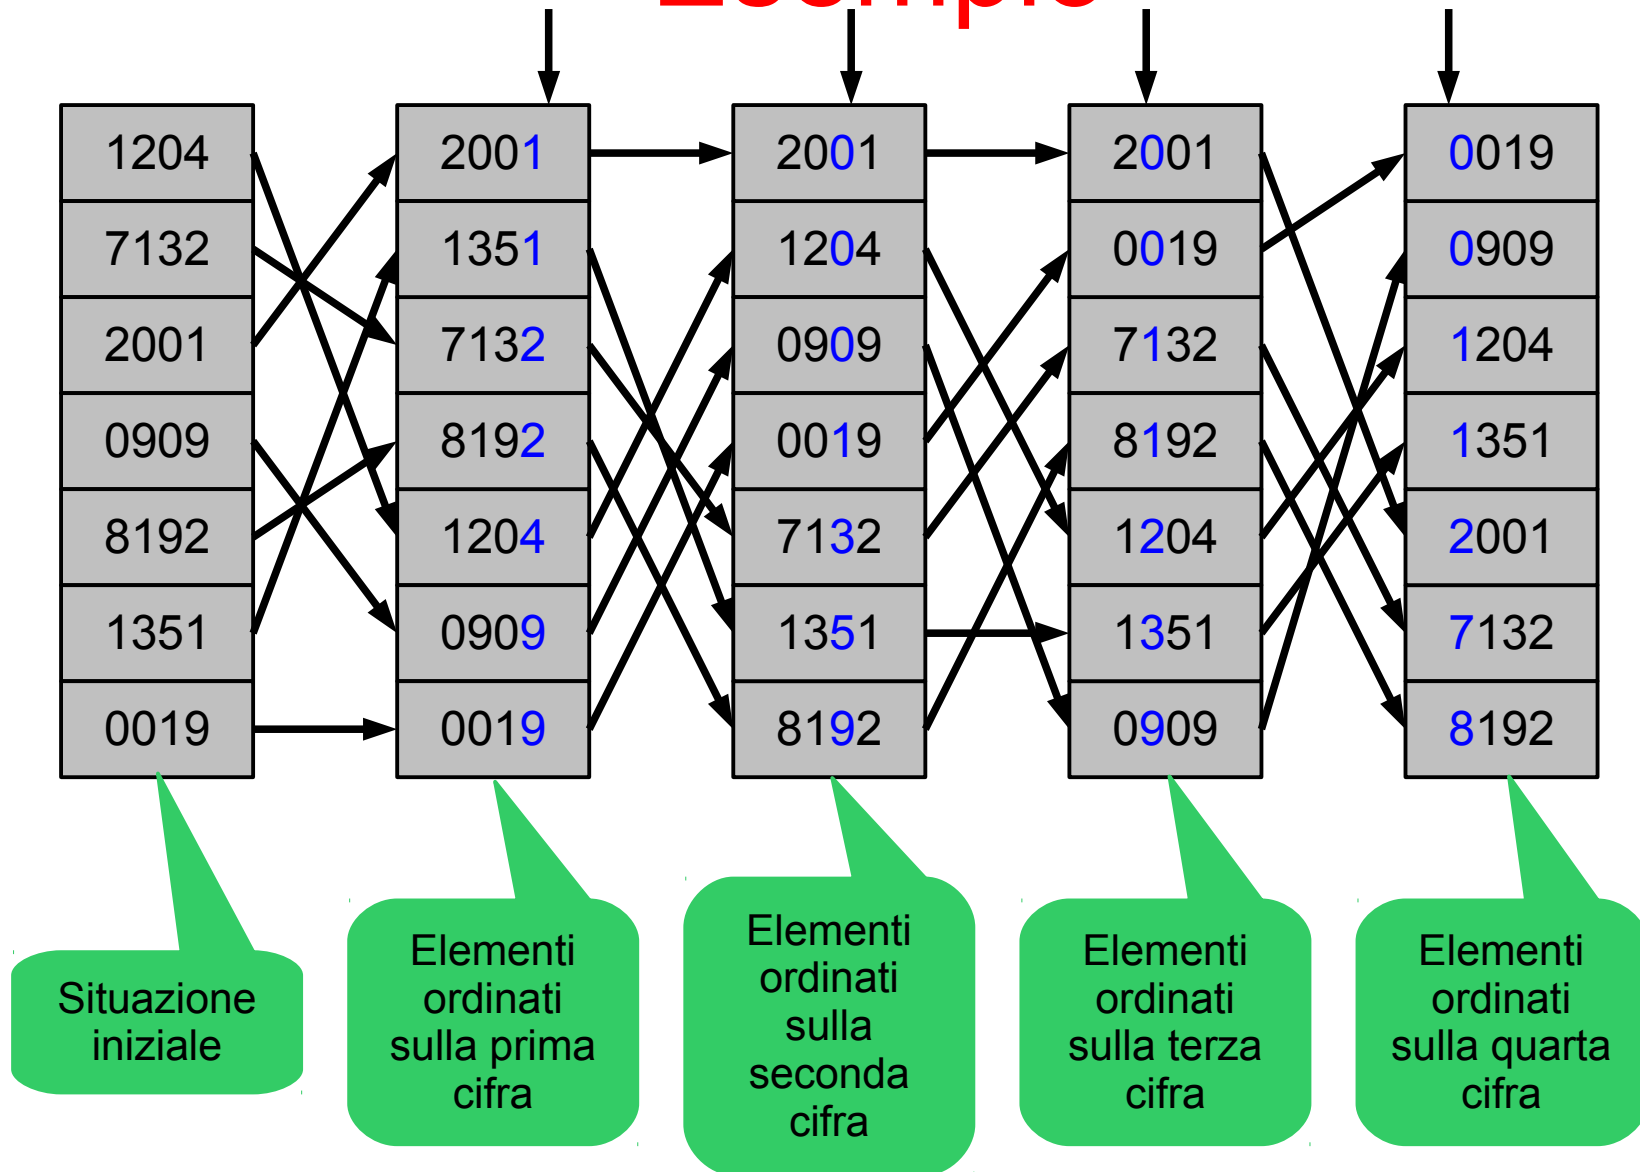 Esempio
1204 2001 2001 2001 0019
7132 1351 1204 0019 0909
2001 7132 0909 7132 1204
0909 8192 0019 8192 1351
8192 1204 7132 1204 2001
1351 0909 1351 1351 7132
0019 0019 8192 0909 8192
Situazione
iniziale
Elementi
ordinati
sulla prima
cifra
Elementi
ordinati
sulla
seconda
cifra
Elementi
ordinati
sulla terza
cifra
Elementi
ordinati
sulla quarta
cifra